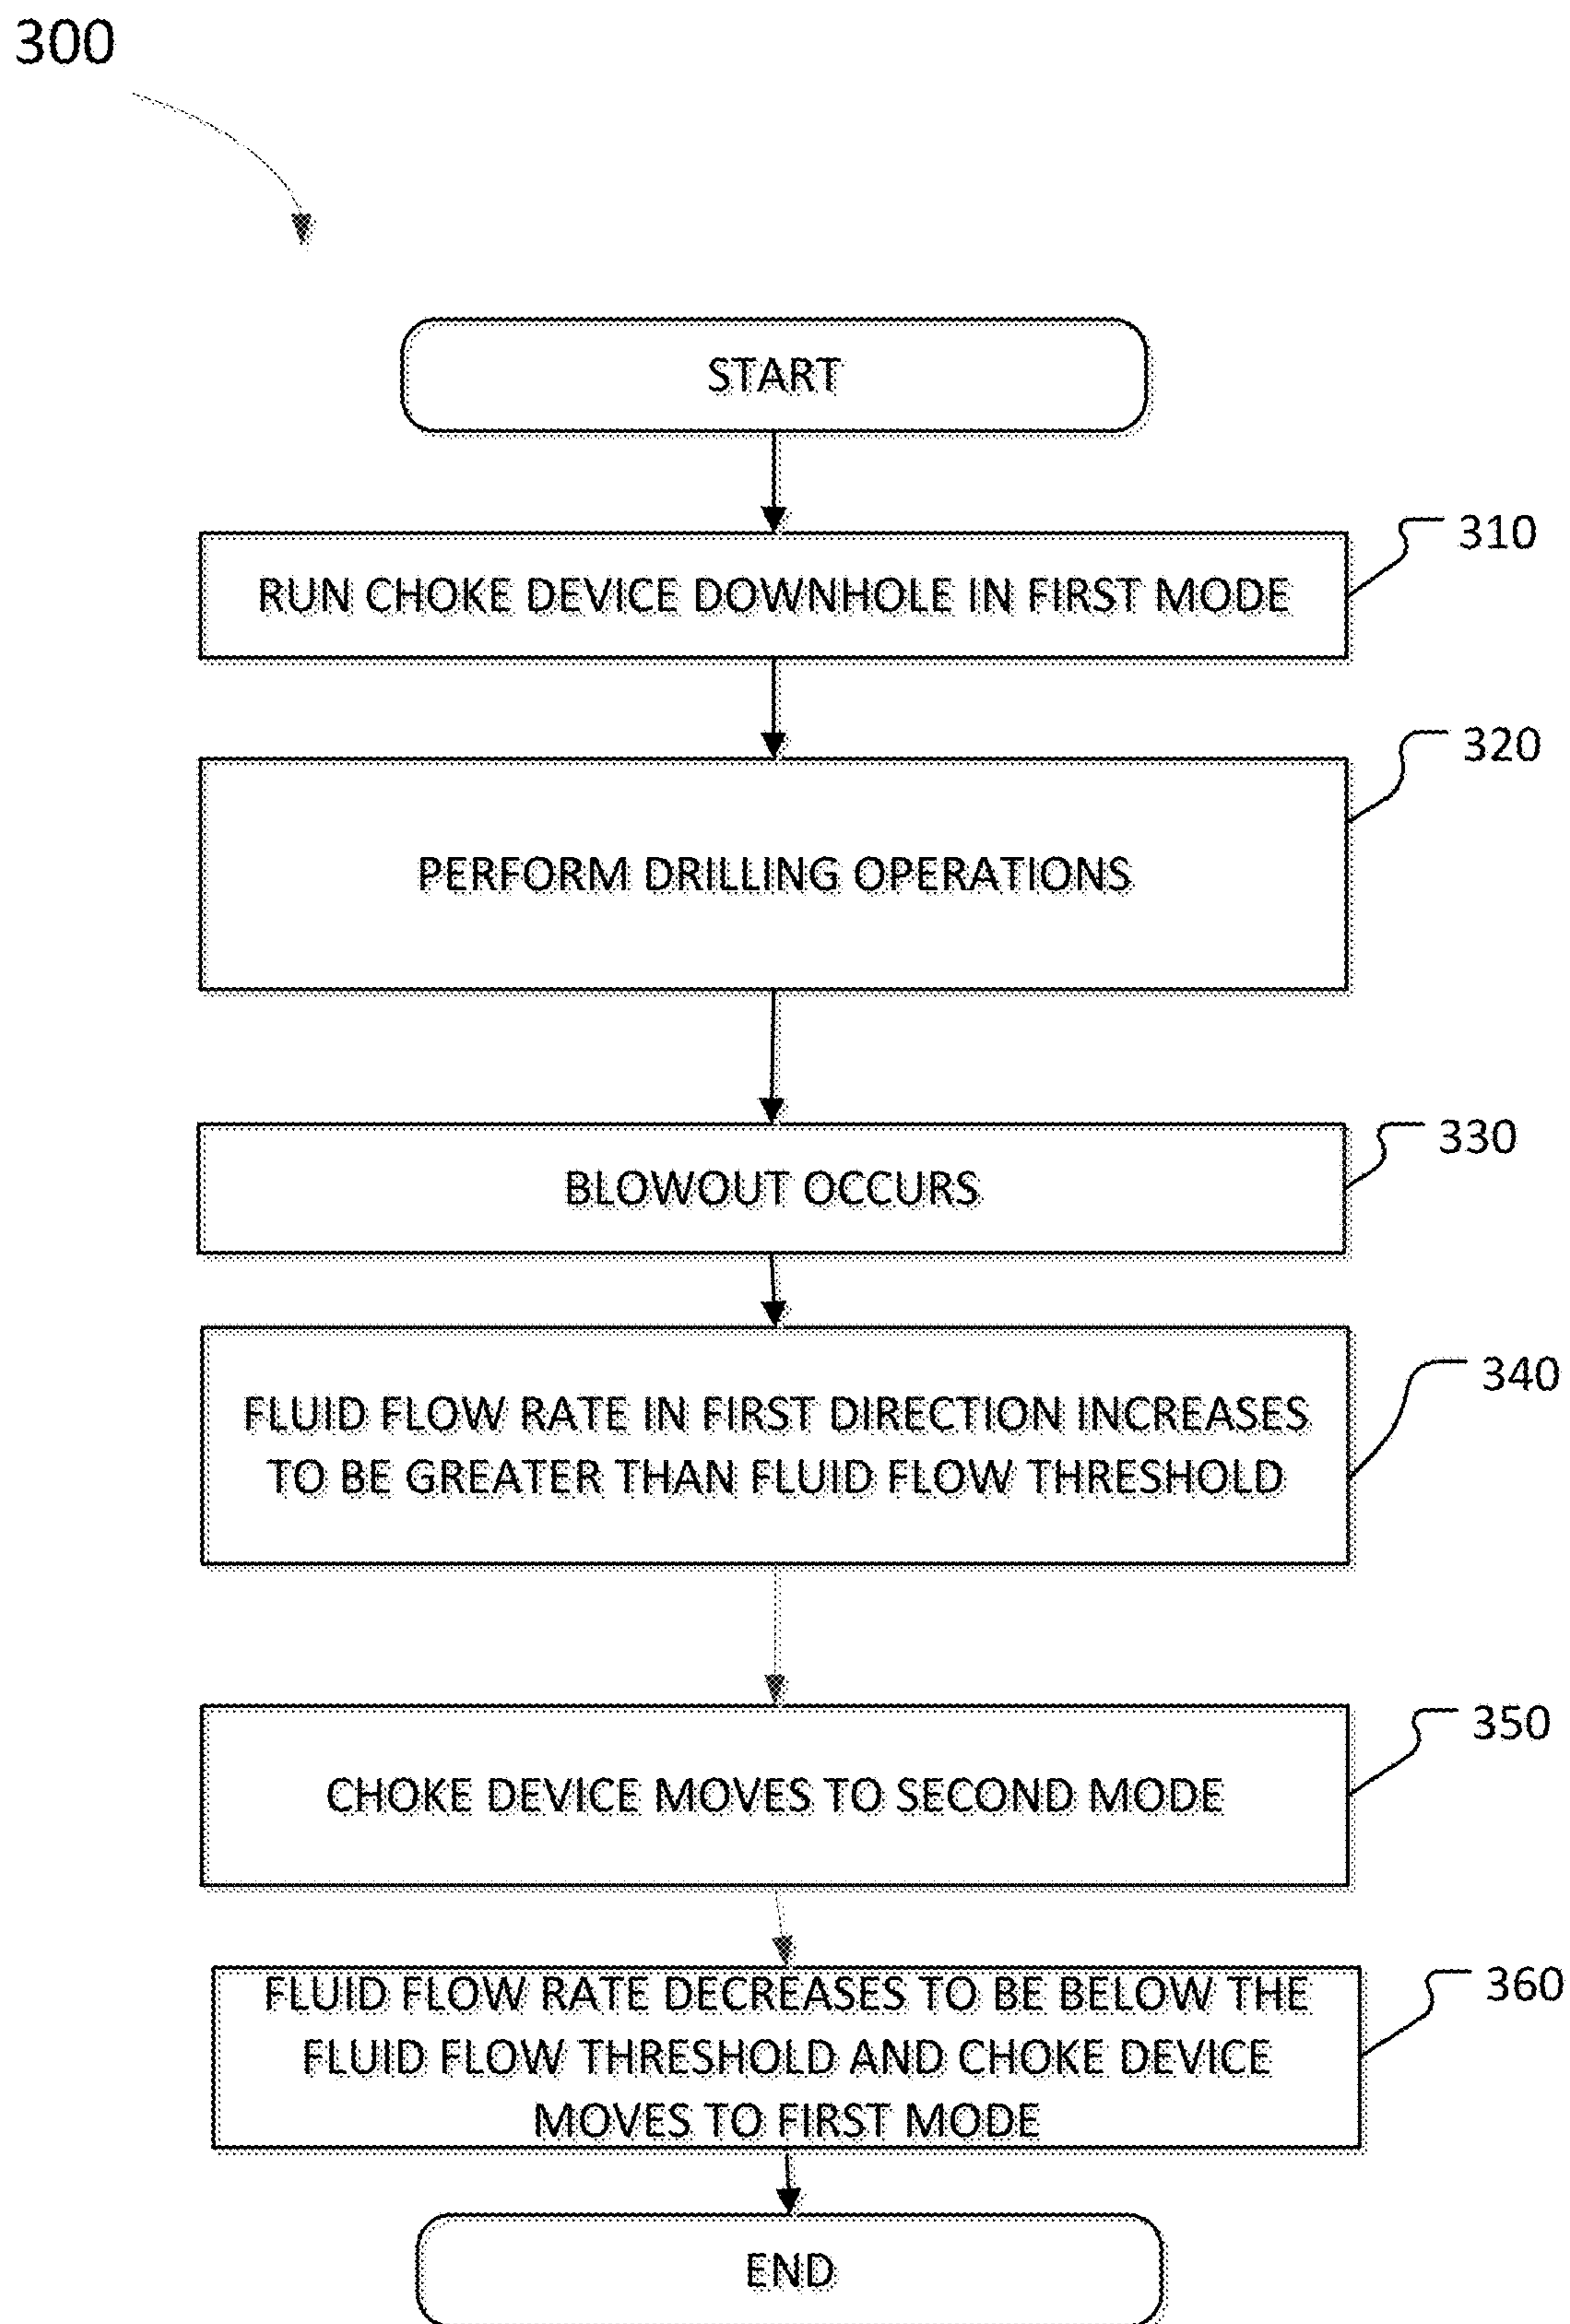 300
START
310
RUN CHOKE DEVICE DOWNHOLE IN FIRST MODE
320
PERFORM DRILLING OPERATIONS
330
BLOWOUT OCCURS
340
FLUID FLOW RATE IN FIRST DIRECTION INCREASES
TO BE GREATER THAN FLUID FLOW THRESHOLD
350
CHOKE DEVICE MOVES TO SECOND MODE
360
FLUID FLOW RATE DECREASES TO BE BELOW THE
FLUID FLOW THRESHOLD AND CHOKE DEVICE
MOVES TO FIRST MODE
END